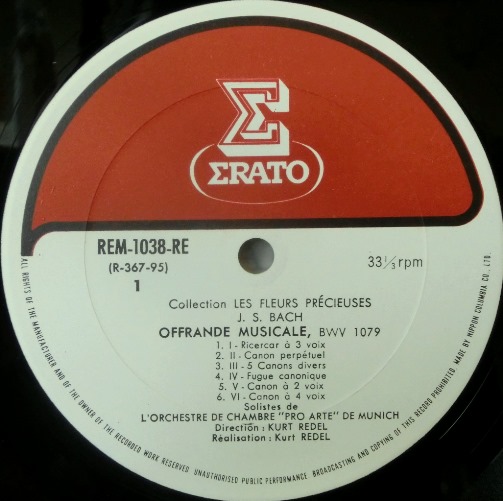 Σ
ΣRATO
REM-1038-RE
(R-367-95)
1
33 1/3 rpm
Collection LES FLEURS PRÉCIEUSES
J. S. BACH
OFFRANDE MUSICALE, BWV 1079
1. I - Ricercar à 3 voix
2. II - Canon perpétuel
3. III - 5 Canons divers
4. IV - Fugue canonique
5. V - Canon à 2 voix
6. VI - Canon à 4 voix
Solistes de
L'ORCHESTRE DE CHAMBRE "PRO ARTE" DE MUNICH
Direction : KURT REDEL
Réalisation : Kurt REDEL
ALL RIGHTS OF THE MANUFACTURER AND OF THE OWNER OF THE RECORDED WORK RESERVED. UNAUTHORISED PUBLIC PERFORMANCE, BROADCASTING AND COPYING OF THIS RECORD PROHIBITED. MADE BY NIPPON COLUMBIA CO., LTD.